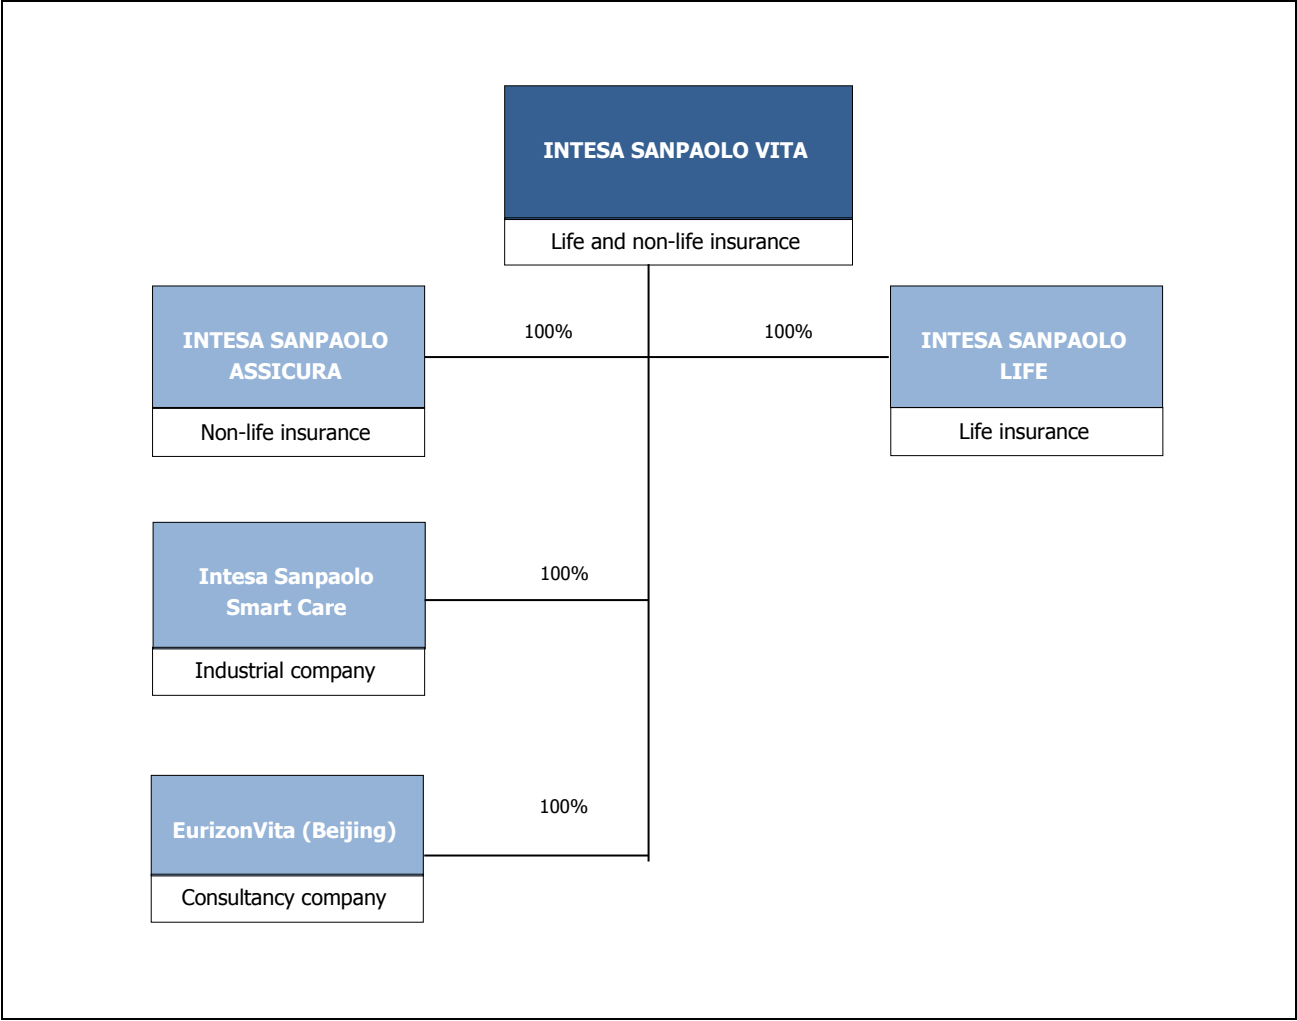 INTESA SANPAOLO VITA
Life and non-life insurance
100%
100%
INTESA SANPAOLO
ASSICURA
Non-life insurance
INTESA SANPAOLO
LIFE
Life insurance
100%
Intesa Sanpaolo
Smart Care
Industrial company
100%
EurizonVita (Beijing)
Consultancy company